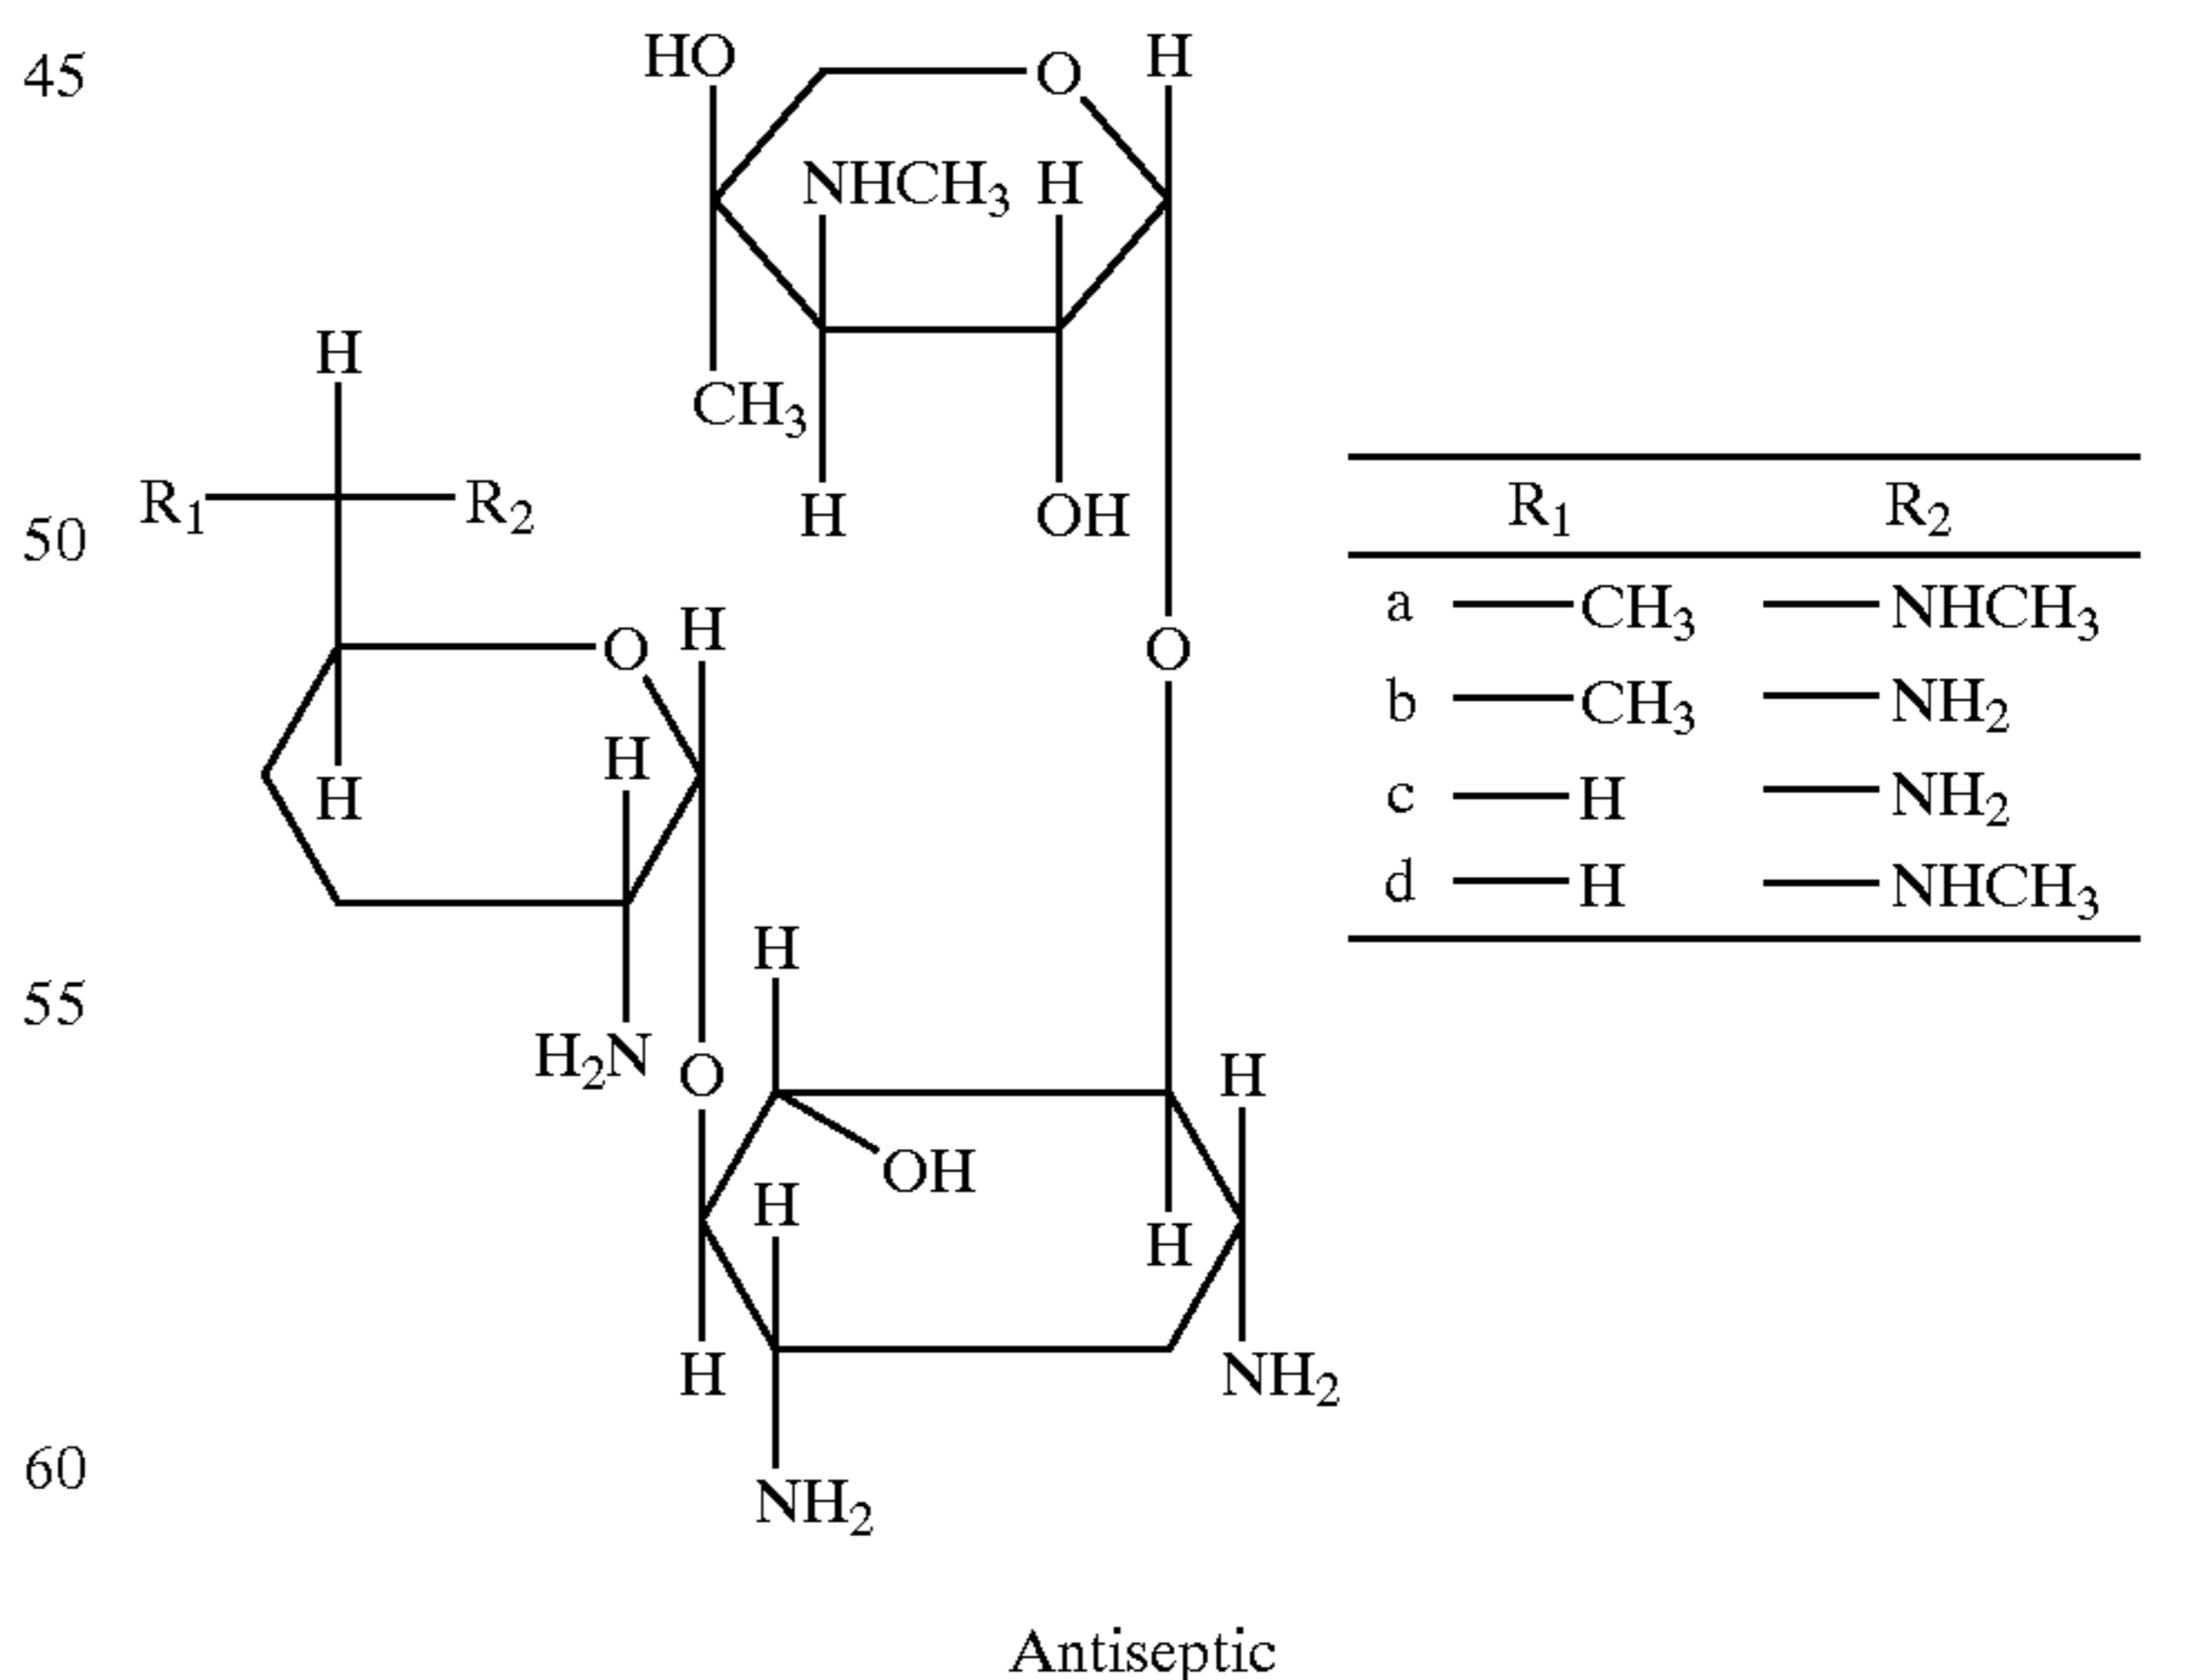 45
HO O H
NHCH₃ H
H
CH₃
R₁ R₂ H OH
50
R₁ R₂
a —CH₃ —NHCH₃
b —CH₃ —NH₂
c —H —NH₂
d —H —NHCH₃
O H O
H
H
H
55
H₂N O H
OH
H
H
H NH₂
60
NH₂
Antiseptic